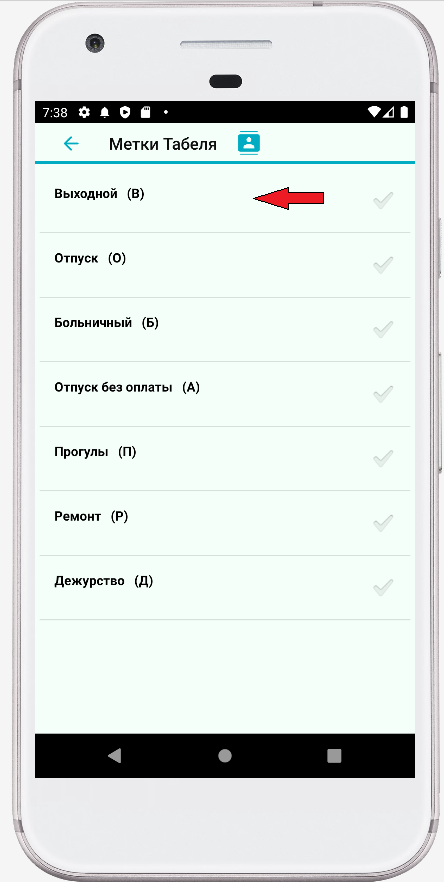 7:38
Метки Табеля
Выходной (В)
Отпуск (О)
Больничный (Б)
Отпуск без оплаты (А)
Прогулы (П)
Ремонт (Р)
Дежурство (Д)